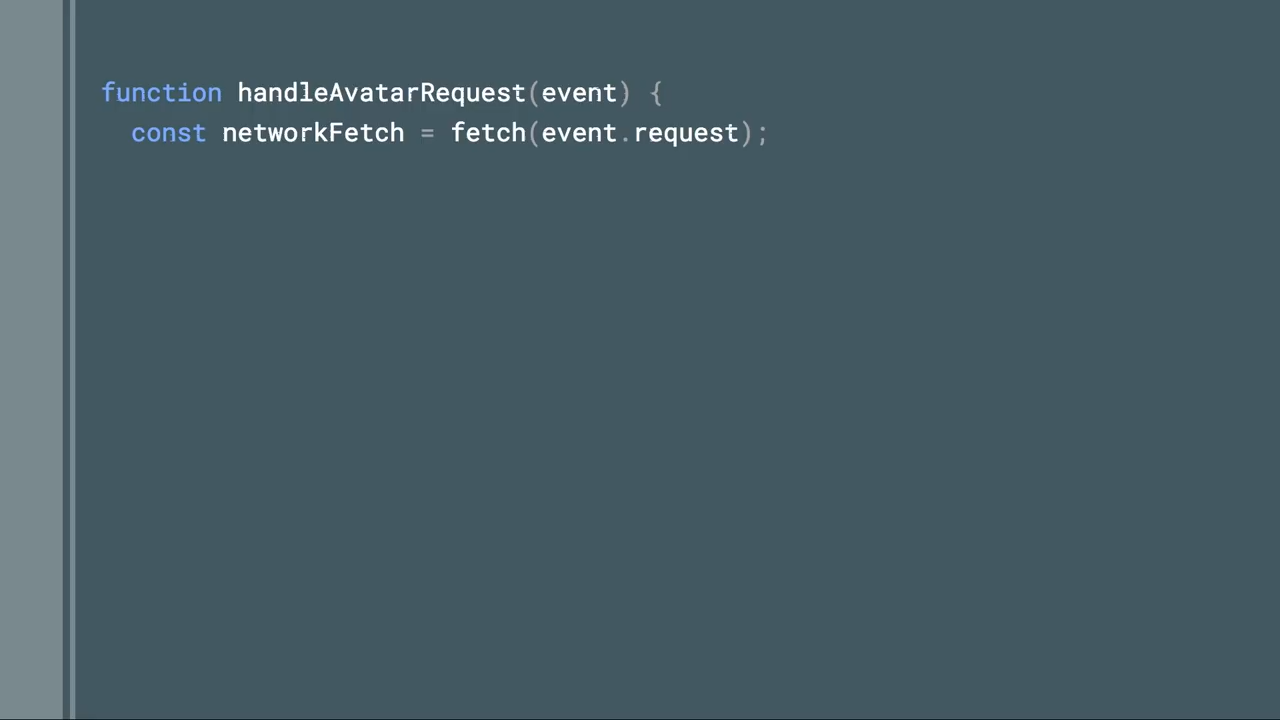 function handleAvatarRequest(event) {
  const networkFetch = fetch(event.request);